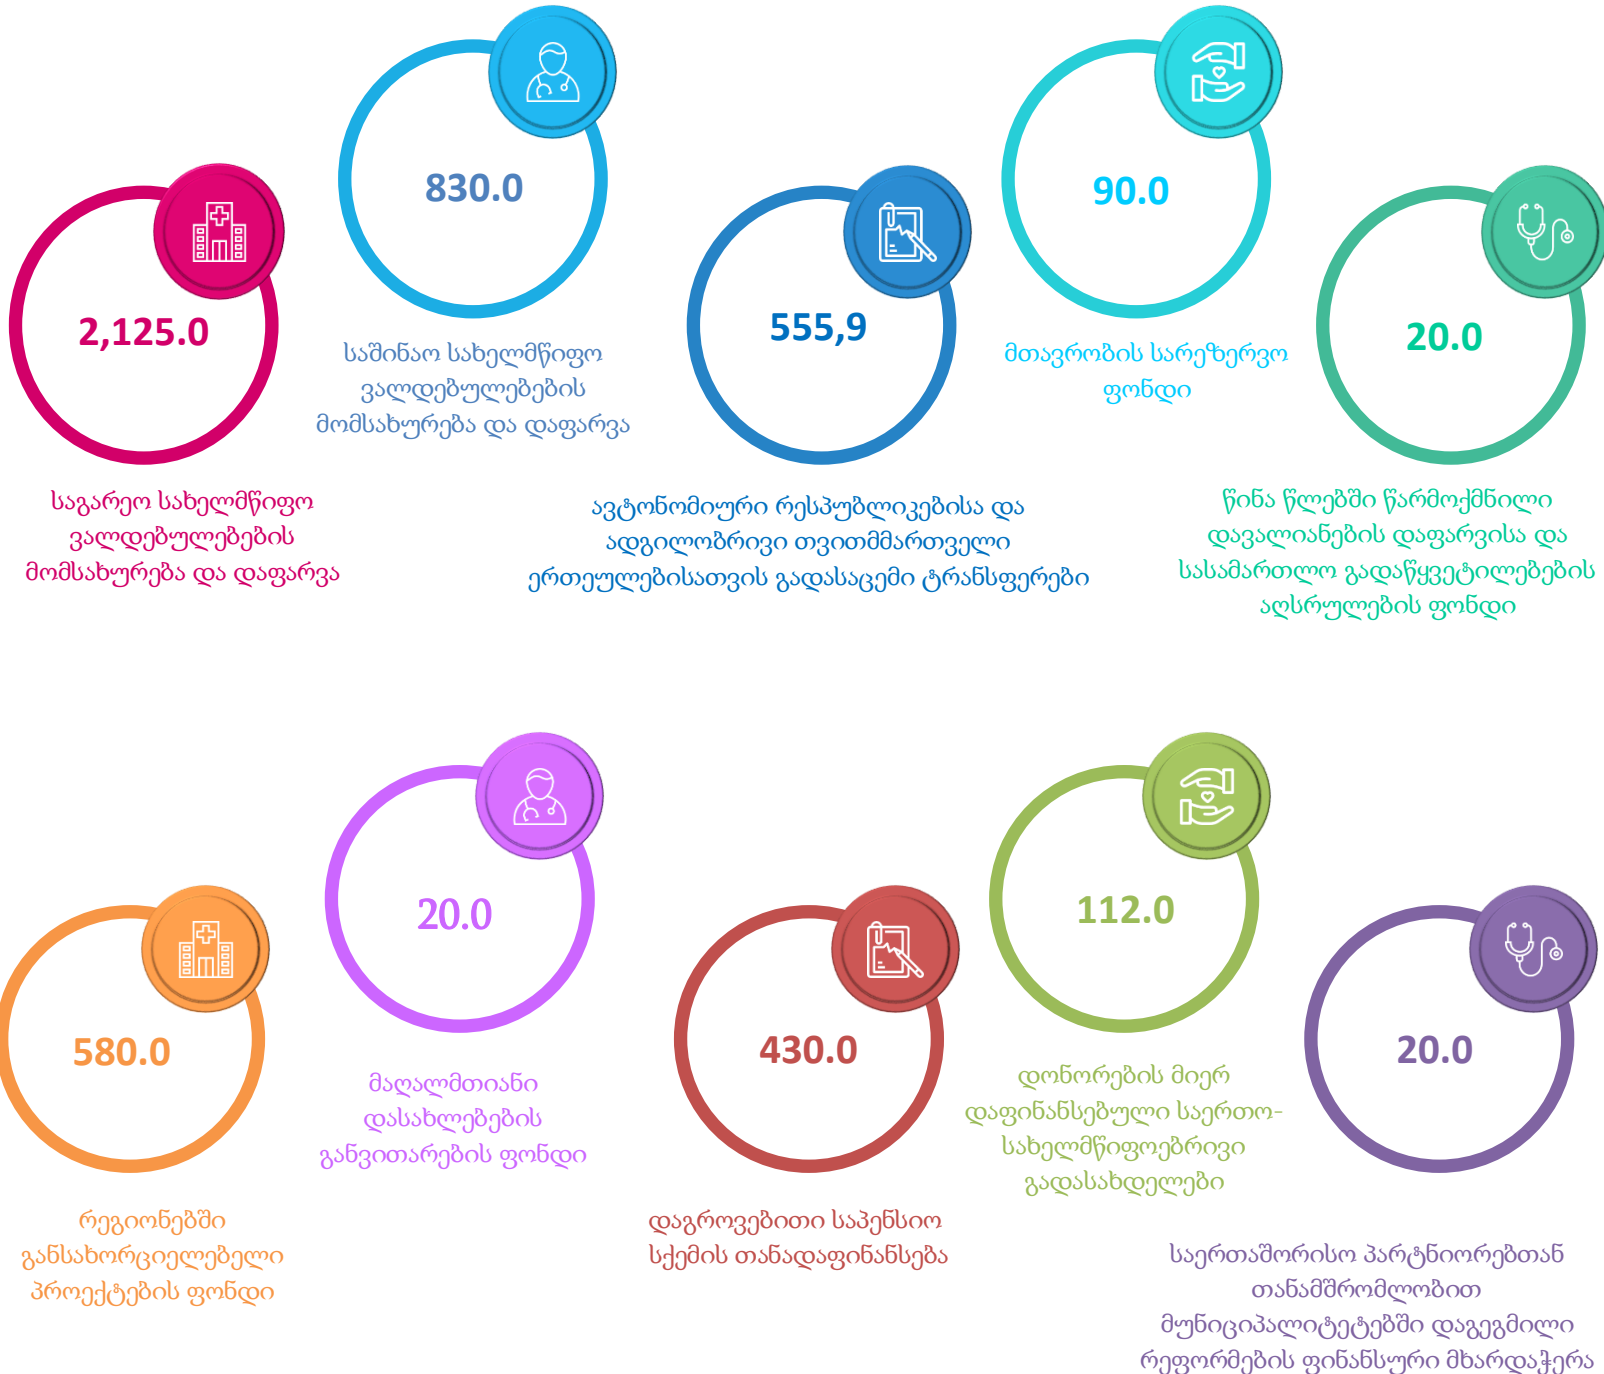 2,125.0
საგარეო სახელმწიფო
ვალდებულებების
მომსახურება და დაფარვა
830.0
საშინაო სახელმწიფო
ვალდებულებების
მომსახურება და დაფარვა
555,9
ავტონომიური რესპუბლიკებისა და
ადგილობრივი თვითმმართველი
ერთეულებისათვის გადასაცემი ტრანსფერები
90.0
მთავრობის სარეზერვო
ფონდი
20.0
წინა წლებში წარმოქმნილი
დავალიანების დაფარვისა და
სასამართლო გადაწყვეტილებების
აღსრულების ფონდი
580.0
რეგიონებში
განსახორციელებელი
პროექტების ფონდი
20.0
მაღალმთიანი
დასახლებების
განვითარების ფონდი
430.0
დაგროვებითი საპენსიო
სქემის თანადაფინანსება
112.0
დონორების მიერ
დაფინანსებული საერთო-
სახელმწიფოებრივი
გადასახდელები
20.0
საერთაშორისო პარტნიორებთან
თანამშრომლობით
მუნიციპალიტეტებში დაგეგმილი
რეფორმების ფინანსური მხარდაჭერა